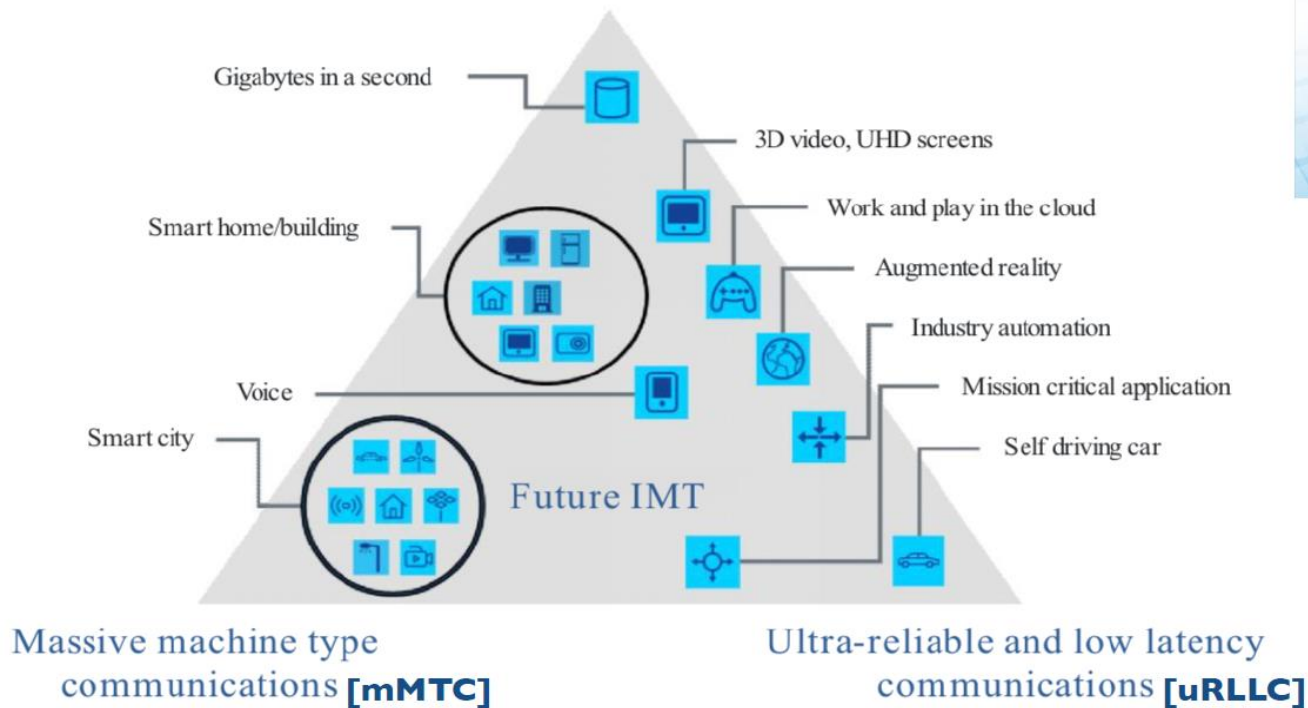 Gigabytes in a second
3D video, UHD screens
Smart home/building
Work and play in the cloud
Augmented reality
Industry automation
Voice
Mission critical application
Smart city
Self driving car
Future IMT
Massive machine type
communications [mMTC]
Ultra-reliable and low latency
communications [uRLLC]